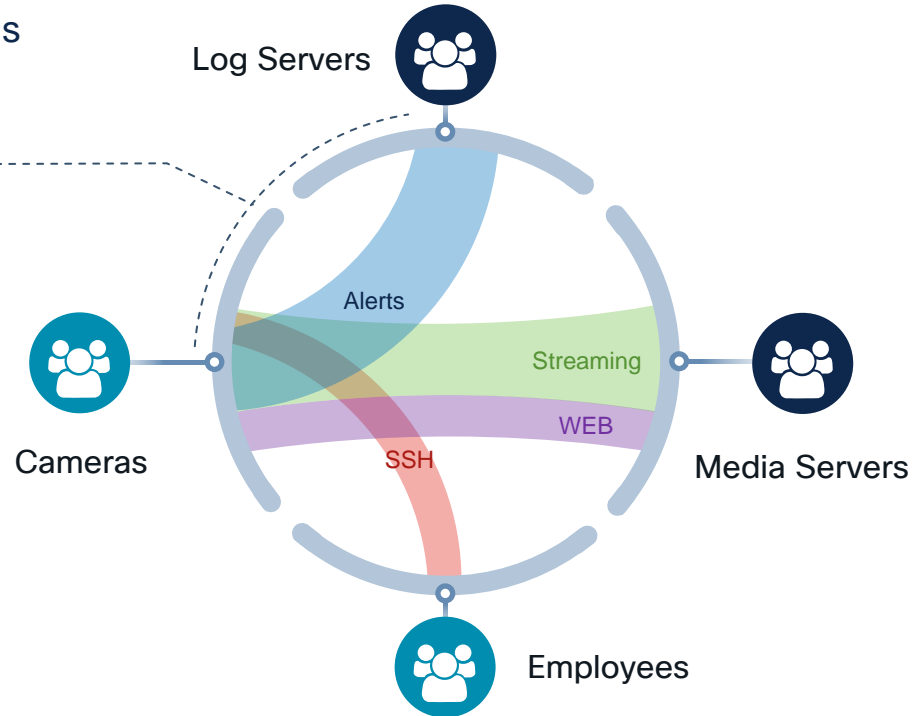 s
Log Servers
Alerts
Streaming
WEB
Cameras
SSH
Media Servers
Employees